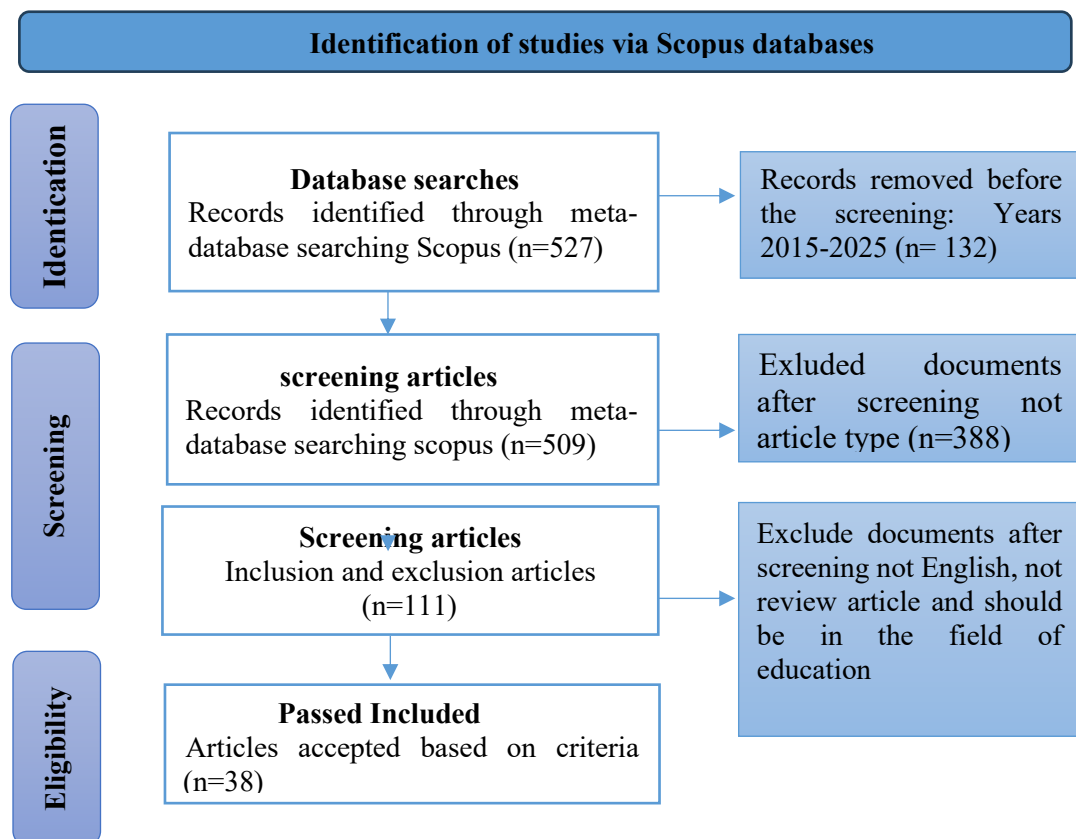 Identification of studies via Scopus databases
Identication
Database searches
Records identified through meta-
database searching Scopus (n=527)
Records removed before
the screening: Years
2015-2025 (n= 132)
Screening
screening articles
Records identified through meta-
database searching scopus (n=509)
Exluded documents
after screening not
article type (n=388)
Screening articles
Inclusion and exclusion articles
(n=111)
Exclude documents after
screening not English, not
review article and should
be in the field of
education
Eligibility
Passed Included
Articles accepted based on criteria
(n=38)